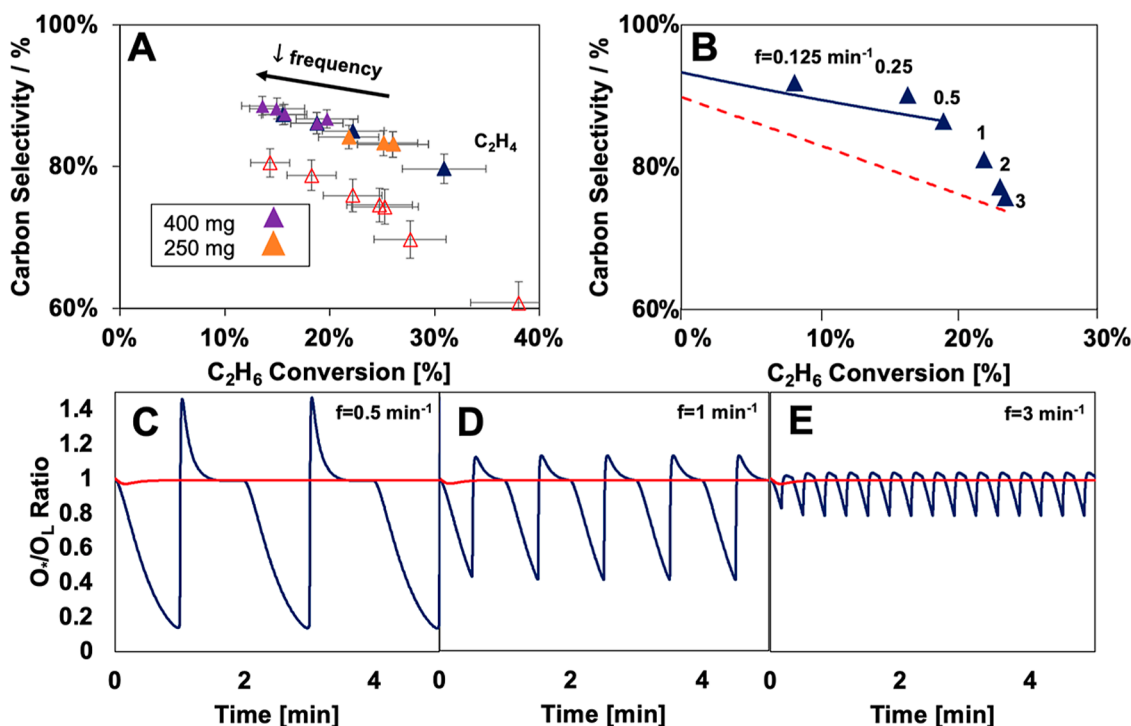 A
↓ frequency
100%
80%
60%
Carbon Selectivity / %
C₂H₄
400 mg
250 mg
0% 10% 20% 30% 40%
C₂H₆ Conversion [%]
B
f=0.125 min⁻¹
0.25
0.5
1
2
3
100%
80%
60%
Carbon Selectivity / %
0% 10% 20% 30%
C₂H₆ Conversion [%]
C
f=0.5 min⁻¹
1.4
1.2
1
0.8
0.6
0.4
0.2
0
O*/O_L Ratio
0 2 4
Time [min]
D
f=1 min⁻¹
0 2 4
Time [min]
E
f=3 min⁻¹
0 2 4
Time [min]